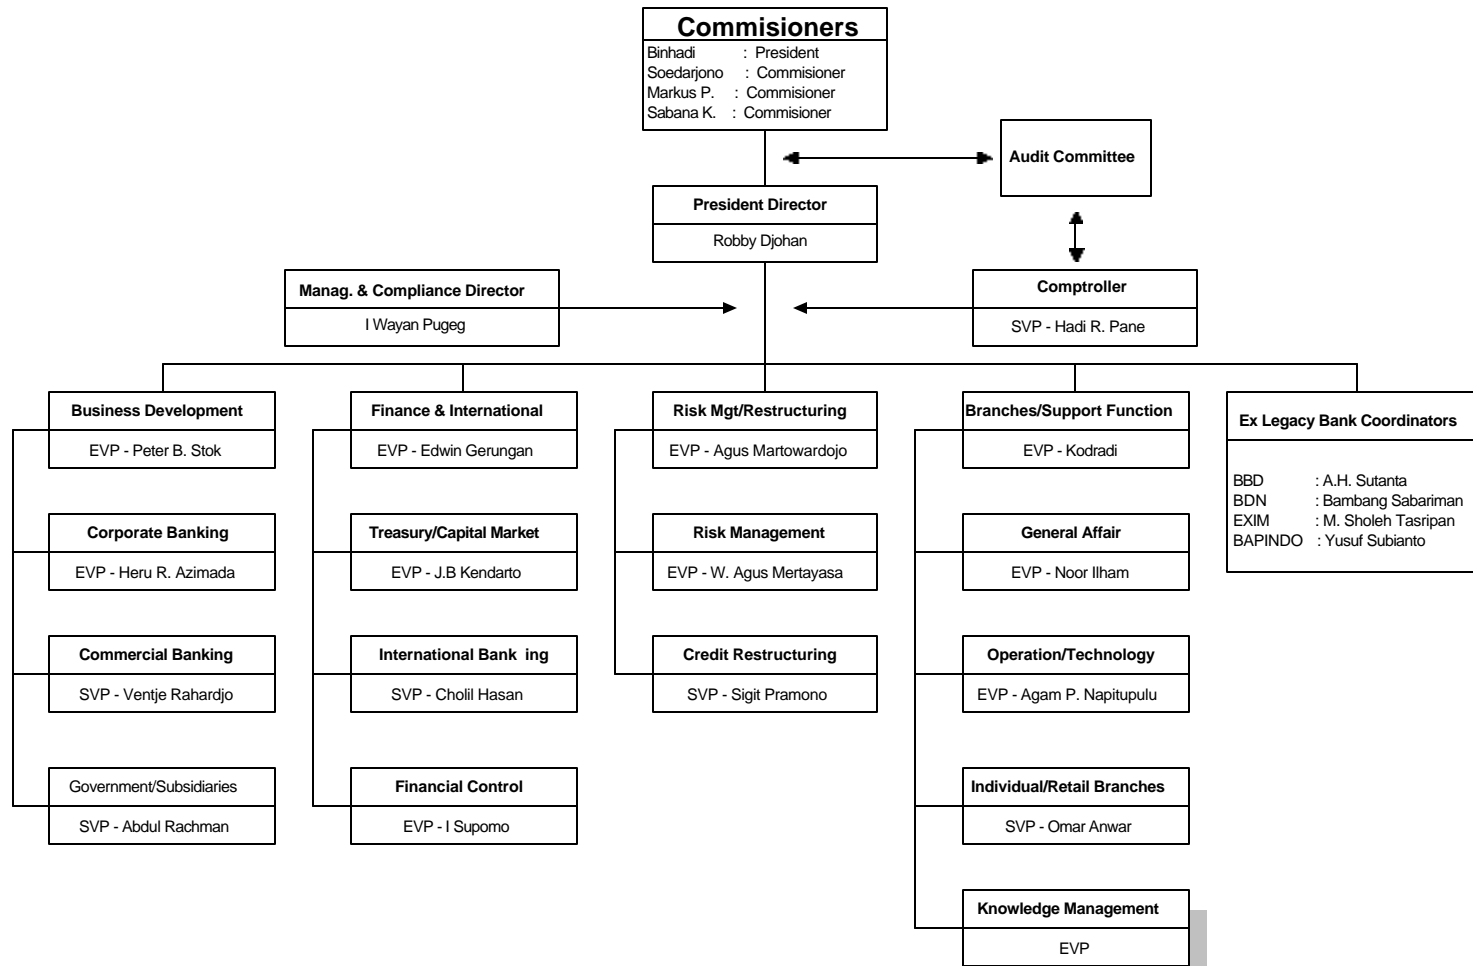 Commisioners
Binhadi : President
Soedarjono : Commisioner
Markus P. : Commisioner
Sabana K. : Commisioner
Audit Committee
President Director
Robby Djohan
Manag. & Compliance Director
I Wayan Pugeg
Comptroller
SVP - Hadi R. Pane
Business Development
EVP - Peter B. Stok
Corporate Banking
EVP - Heru R. Azimada
Commercial Banking
SVP - Ventje Rahardjo
Government/Subsidiaries
SVP - Abdul Rachman
Finance & International
EVP - Edwin Gerungan
Treasury/Capital Market
EVP - J.B Kendarto
International Bank ing
SVP - Cholil Hasan
Financial Control
EVP - I Supomo
Risk Mgt/Restructuring
EVP - Agus Martowardojo
Risk Management
EVP - W. Agus Mertayasa
Credit Restructuring
SVP - Sigit Pramono
Branches/Support Function
EVP - Kodradi
General Affair
EVP - Noor Ilham
Operation/Technology
EVP - Agam P. Napitupulu
Individual/Retail Branches
SVP - Omar Anwar
Knowledge Management
EVP
Ex Legacy Bank Coordinators
BBD : A.H. Sutanta
BDN : Bambang Sabariman
EXIM : M. Sholeh Tasripan
BAPINDO : Yusuf Subianto